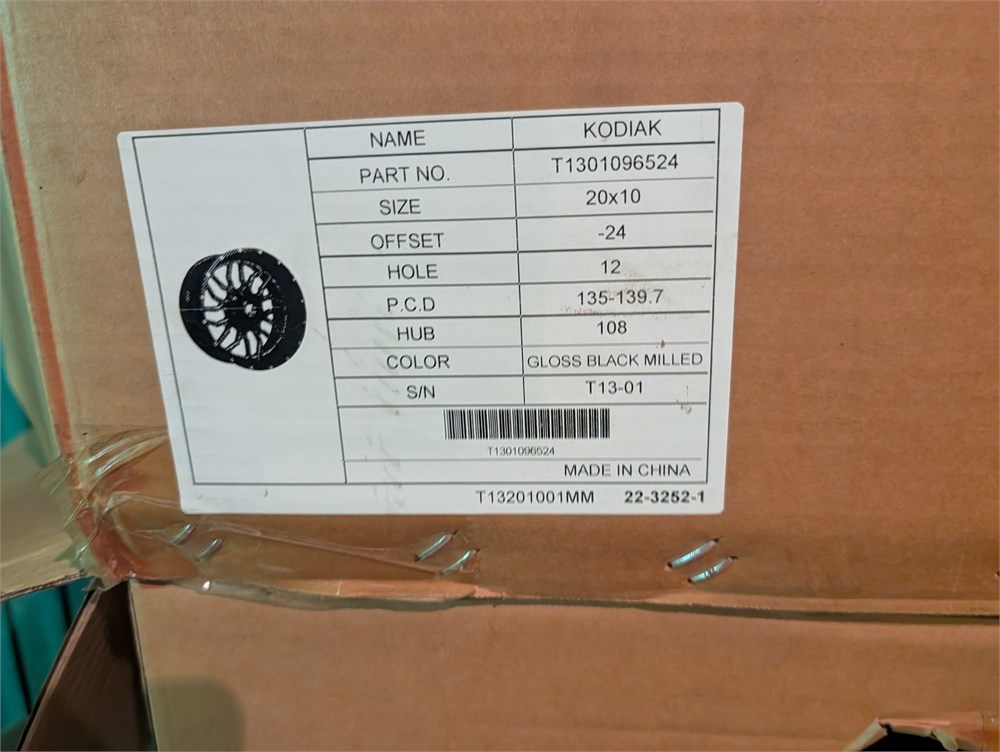 NAME KODIAK
PART NO. T1301096524
SIZE 20x10
OFFSET -24
HOLE 12
P.C.D 135-139.7
HUB 108
COLOR GLOSS BLACK MILLED
S/N T13-01
T1301096524
MADE IN CHINA
T13201001MM 22-3252-1